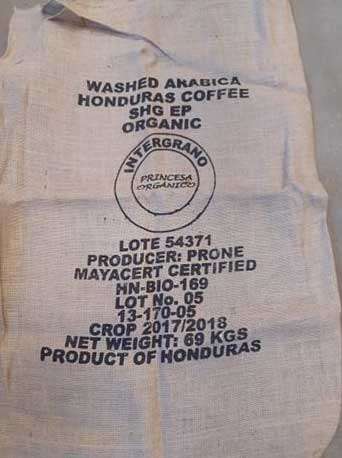 WASHED ARABICA
HONDURAS COFFEE
SHG EP
ORGANIC
INTERGRANO
PRINCESA
ORGANICO
LOTE 54371
PRODUCER: PRONE
MAYACERT CERTIFIED
HN-BIO-169
LOT No. 05
13-170-05
CROP 2017/2018
NET WEIGHT: 69 KGS
PRODUCT OF HONDURAS